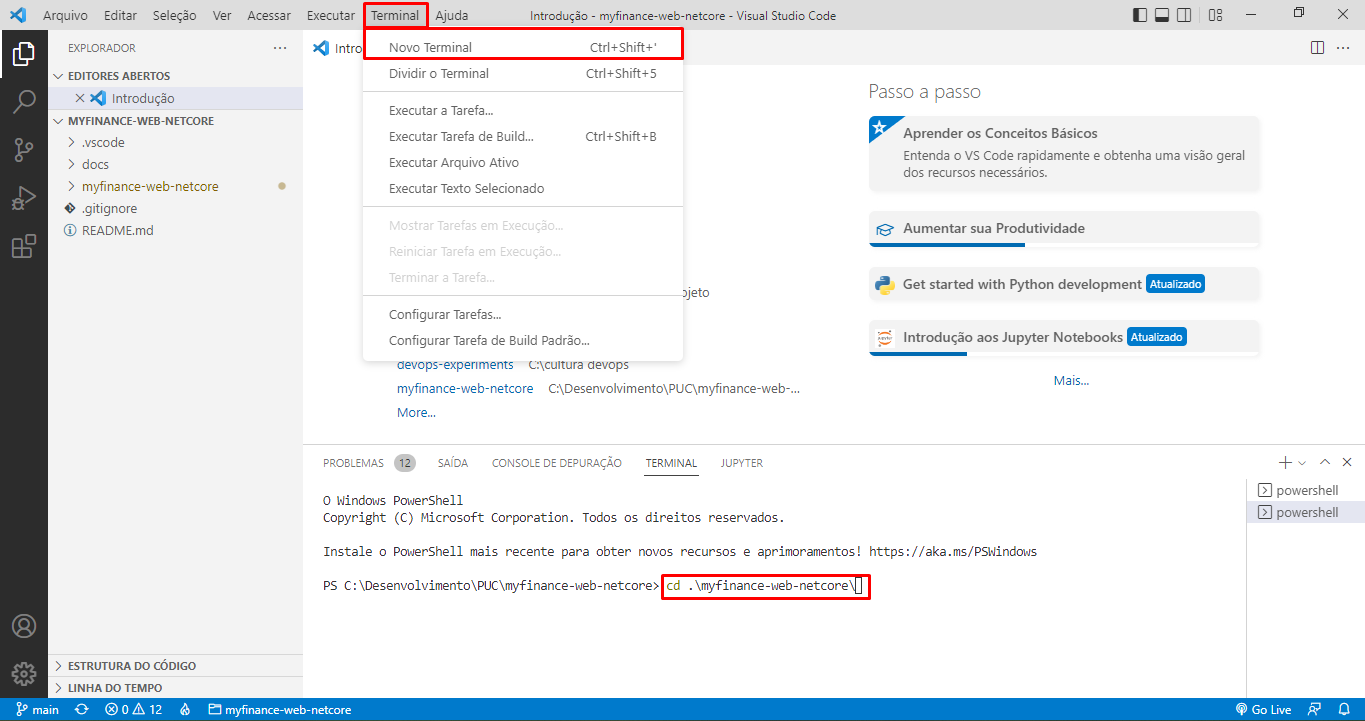 Arquivo Editar Seleção Ver Acessar Executar Terminal Ajuda Introdução - myfinance-web-netcore - Visual Studio Code
EXPLORADOR
EDITORES ABERTOS
Introdução
MYFINANCE-WEB-NETCORE
.vscode
docs
myfinance-web-netcore
.gitignore
README.md
ESTRUTURA DO CÓDIGO
LINHA DO TEMPO
Intro
Novo Terminal Ctrl+Shift+'
Dividir o Terminal Ctrl+Shift+5
Executar a Tarefa...
Executar Tarefa de Build... Ctrl+Shift+B
Executar Arquivo Ativo
Executar Texto Selecionado
Mostrar Tarefas em Execução...
Reiniciar Tarefa em Execução...
Terminar a Tarefa...
Configurar Tarefas...
Configurar Tarefa de Build Padrão...
ojeto
devops-experiments C:\cultura devops
myfinance-web-netcore C:\Desenvolvimento\PUC\myfinance-web-...
More...
Passo a passo
Aprender os Conceitos Básicos
Entenda o VS Code rapidamente e obtenha uma visão geral
dos recursos necessários.
Aumentar sua Produtividade
Get started with Python development Atualizado
Introdução aos Jupyter Notebooks Atualizado
Mais...
PROBLEMAS 12 SAÍDA CONSOLE DE DEPURAÇÃO TERMINAL JUPYTER
O Windows PowerShell
Copyright (C) Microsoft Corporation. Todos os direitos reservados.
Instale o PowerShell mais recente para obter novos recursos e aprimoramentos! https://aka.ms/PSWindows
PS C:\Desenvolvimento\PUC\myfinance-web-netcore> cd .\myfinance-web-netcore\
powershell
powershell
main 0 12 myfinance-web-netcore Go Live